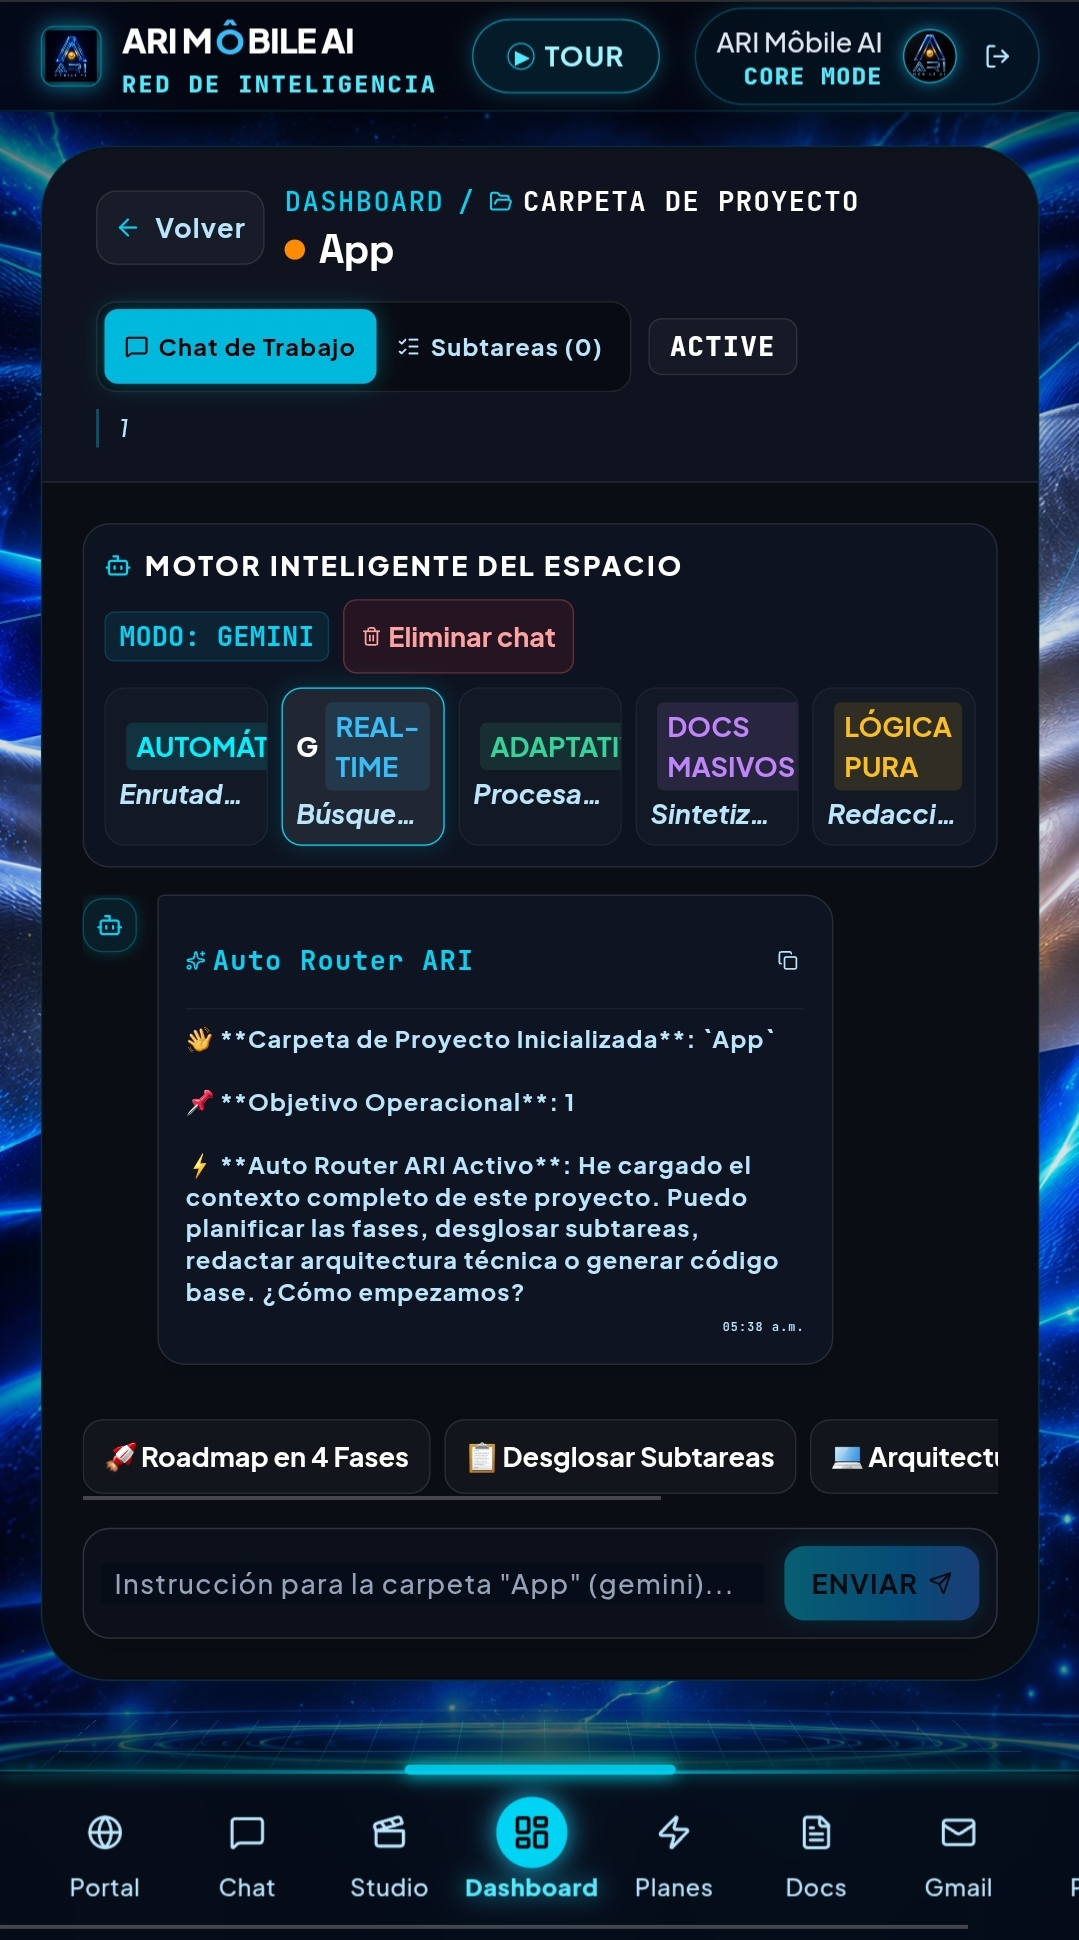 ARI MÔBILE AI
RED DE INTELIGENCIA
TOUR
ARI Môbile AI
CORE MODE
Volver
DASHBOARD / CARPETA DE PROYECTO
App
Chat de Trabajo
Subtareas (0)
ACTIVE
1
MOTOR INTELIGENTE DEL ESPACIO
MODO: GEMINI
Eliminar chat
AUTOMÁT
Enrutad...
G
REAL-
TIME
Búsque...
ADAPTATI
Procesa...
DOCS
MASIVOS
Sintetiz...
LÓGICA
PURA
Redacci...
Auto Router ARI
👋 **Carpeta de Proyecto Inicializada**: `App`
📌 **Objetivo Operacional**: 1
⚡ **Auto Router ARI Activo**: He cargado el
contexto completo de este proyecto. Puedo
planificar las fases, desglosar subtareas,
redactar arquitectura técnica o generar código
base. ¿Cómo empezamos?
05:38 a.m.
🚀 Roadmap en 4 Fases
📋 Desglosar Subtareas
💻 Arquitectu
Instrucción para la carpeta "App" (gemini)...
ENVIAR
Portal
Chat
Studio
Dashboard
Planes
Docs
Gmail